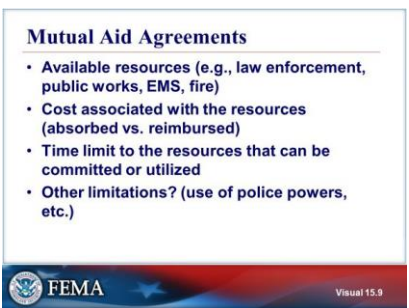 Mutual Aid Agreements
• Available resources (e.g., law enforcement,
public works, EMS, fire)
• Cost associated with the resources
(absorbed vs. reimbursed)
• Time limit to the resources that can be
committed or utilized
• Other limitations? (use of police powers,
etc.)
FEMA
Visual 15.9